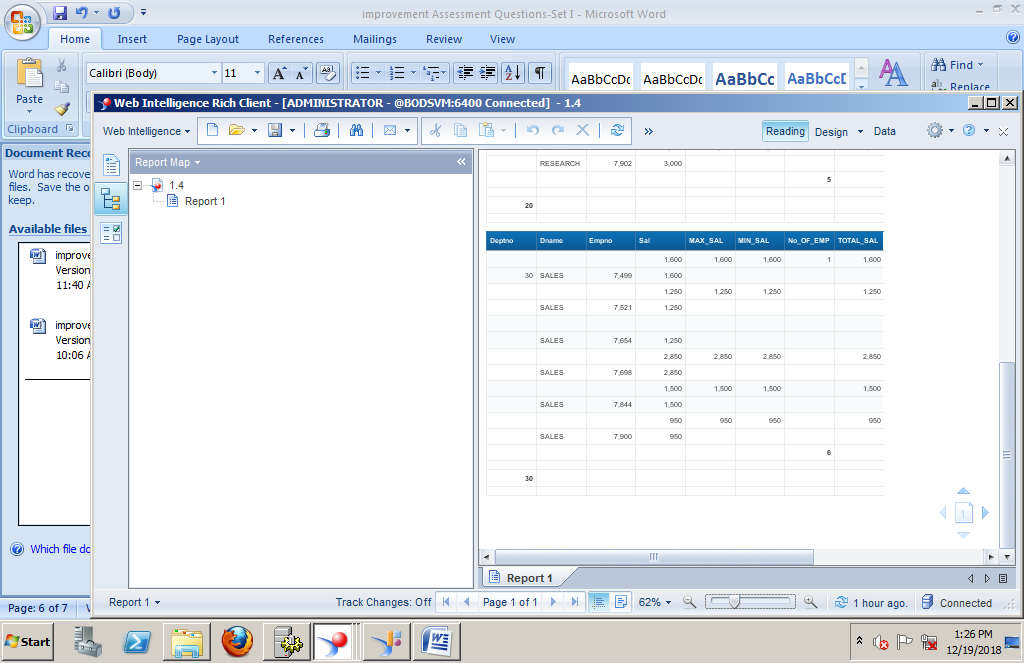 improvement Assessment Questions-Set I - Microsoft Word
Home Insert Page Layout References Mailings Review View
Calibri (Body) 11 AaBbCcDc AaBbCcDc AaBbCc AaBbCcD Find
Paste Replace
Clipboard
Document Reco
Word has recove
files. Save the o
keep.
Available files
improve
Version
11:40 A
improve
Version
10:06 A
Which file do
Page: 6 of 7
Web Intelligence Rich Client - [ADMINISTRATOR - @BODSVM:6400 Connected] - 1.4
Web Intelligence Reading Design Data
Report Map
1.4
Report 1
RESEARCH 7,902 3,000
5
20
Deptno Dname Empno Sal MAX_SAL MIN_SAL No_OF_EMP TOTAL_SAL
1,600 1,600 1,600 1 1,600
30 SALES 7,499 1,600
1,250 1,250 1,250 1,250
SALES 7,521 1,250
SALES 7,654 1,250
2,850 2,850 2,850 2,850
SALES 7,698 2,850
1,500 1,500 1,500 1,500
SALES 7,844 1,500
950 950 950 950
SALES 7,900 950
6
30
1
Report 1
Report 1 Track Changes: Off Page 1 of 1 62% 1 hour ago. Connected
Start
1:26 PM
12/19/2018